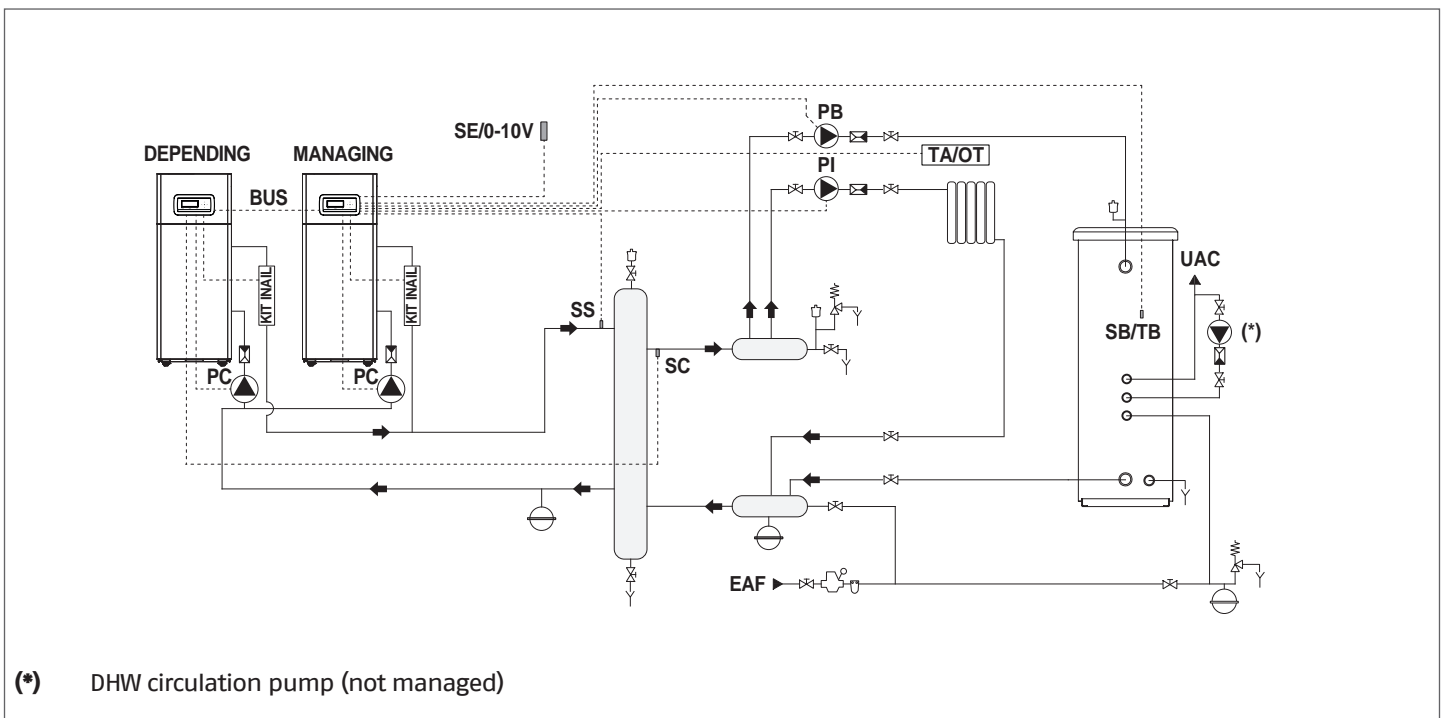 PB
SE/0-10V
DEPENDING MANAGING
TA/OT
PI
BUS
KIT INAIL
KIT INAIL
UAC
SS
SB/TB
(*)
SC
PC
PC
EAF
(*) DHW circulation pump (not managed)